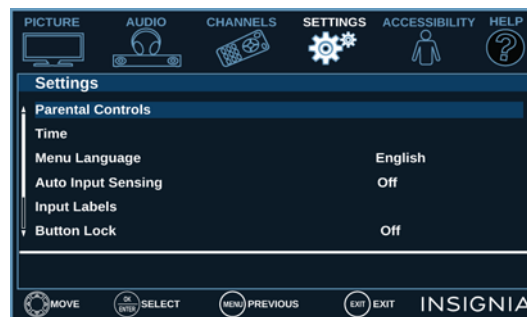 PICTURE AUDIO CHANNELS SETTINGS ACCESSIBILITY HELP
?
Settings
Parental Controls
Time
Menu Language English
Auto Input Sensing Off
Input Labels
Button Lock Off
MOVE OK ENTER SELECT MENU PREVIOUS EXIT EXIT INSIGNIA